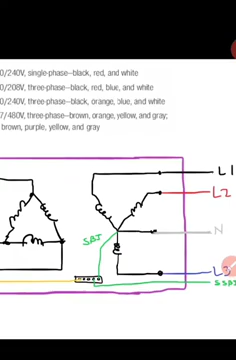 0/240V, single-phase–black, red, and white
0/208V, three-phase–black, red, blue, and white
0/240V, three-phase–black, orange, blue, and white
7/480V, three-phase–brown, orange, yellow, and gray;
brown, purple, yellow, and gray
L1
L2
SBJ
N
L3